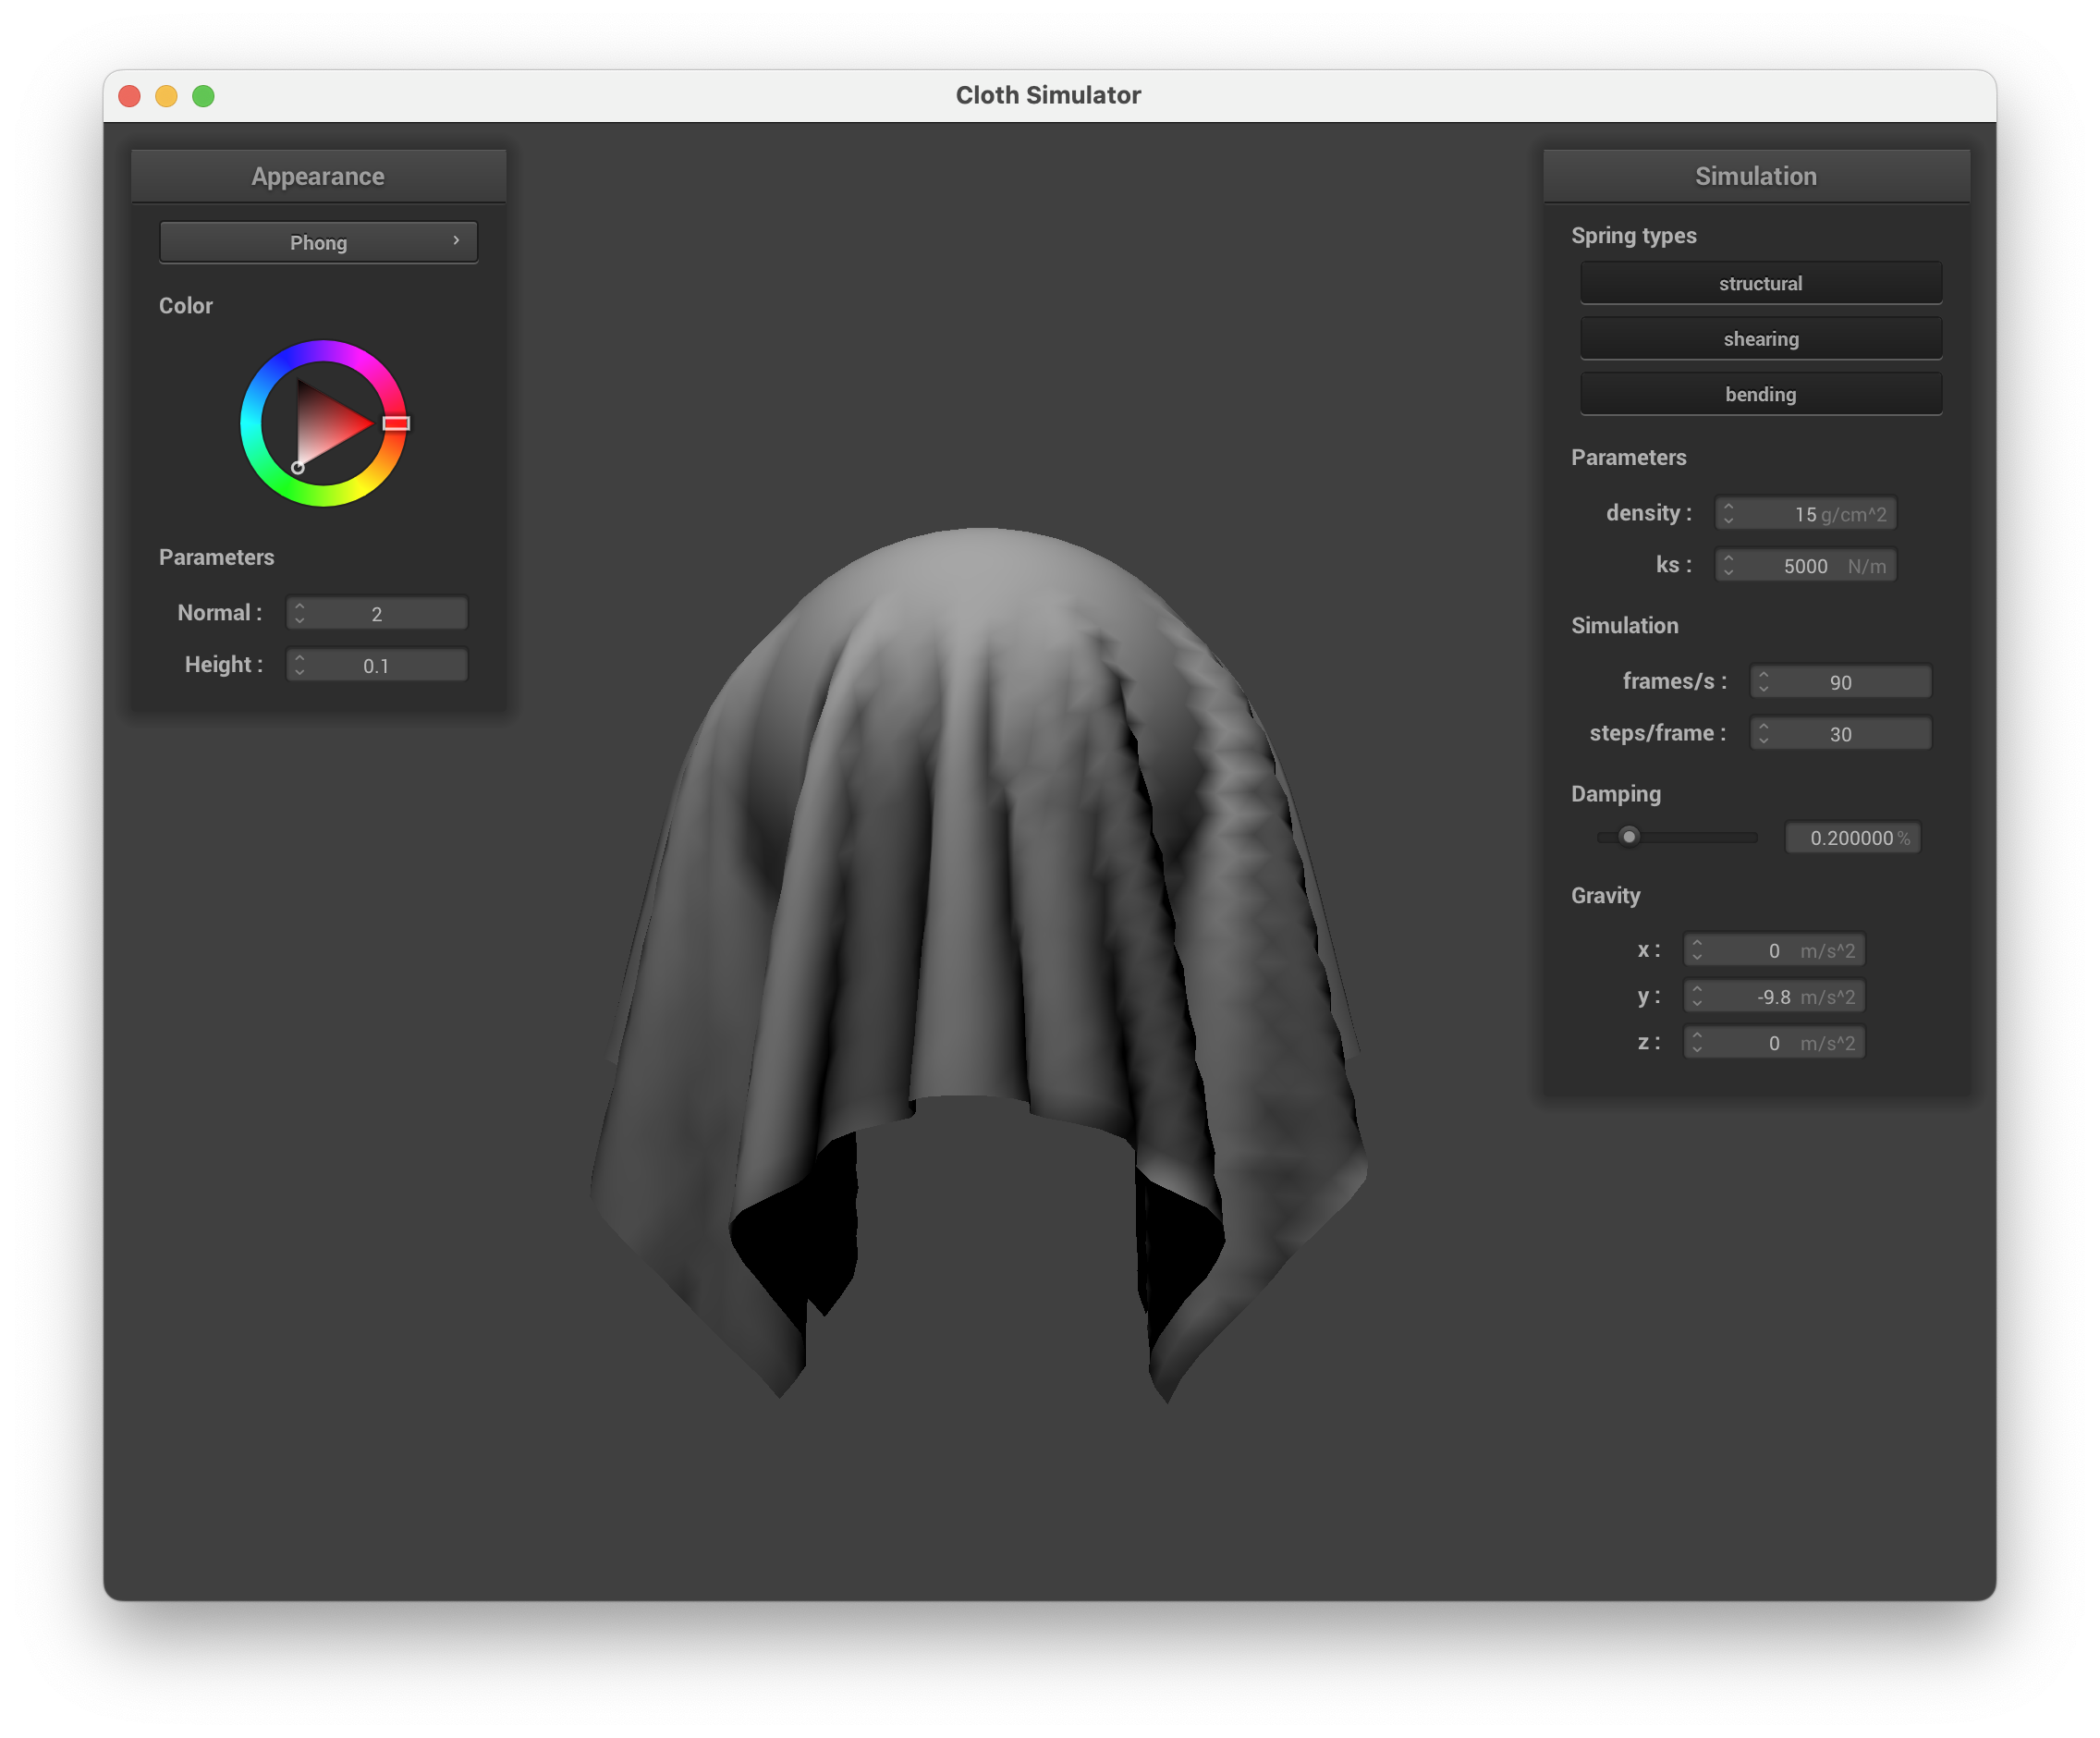 Cloth Simulator
Appearance
Phong
Color
Parameters
Normal : 2
Height : 0.1
Simulation
Spring types
structural
shearing
bending
Parameters
density : 15 g/cm^2
ks : 5000 N/m
Simulation
frames/s : 90
steps/frame : 30
Damping
0.200000 %
Gravity
x : 0 m/s^2
y : -9.8 m/s^2
z : 0 m/s^2